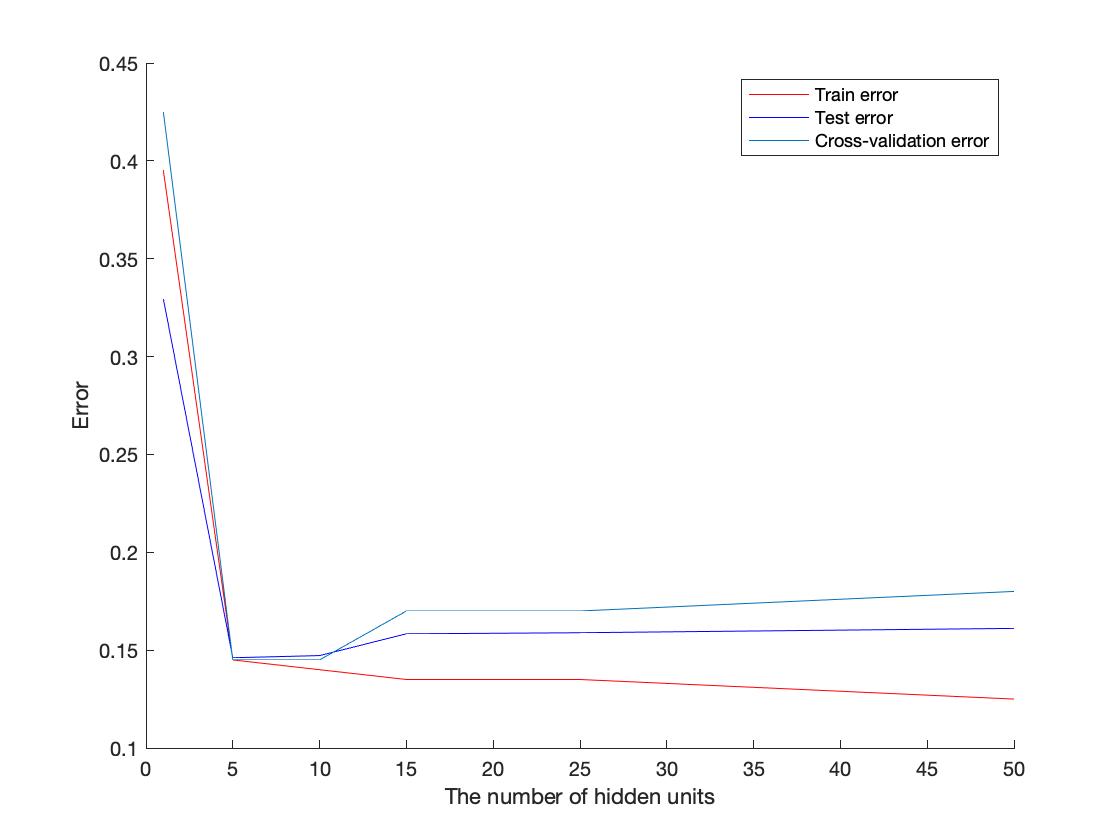 0.45
0.4
0.35
0.3
0.25
0.2
0.15
0.1
Error
Train error
Test error
Cross-validation error
0 5 10 15 20 25 30 35 40 45 50
The number of hidden units